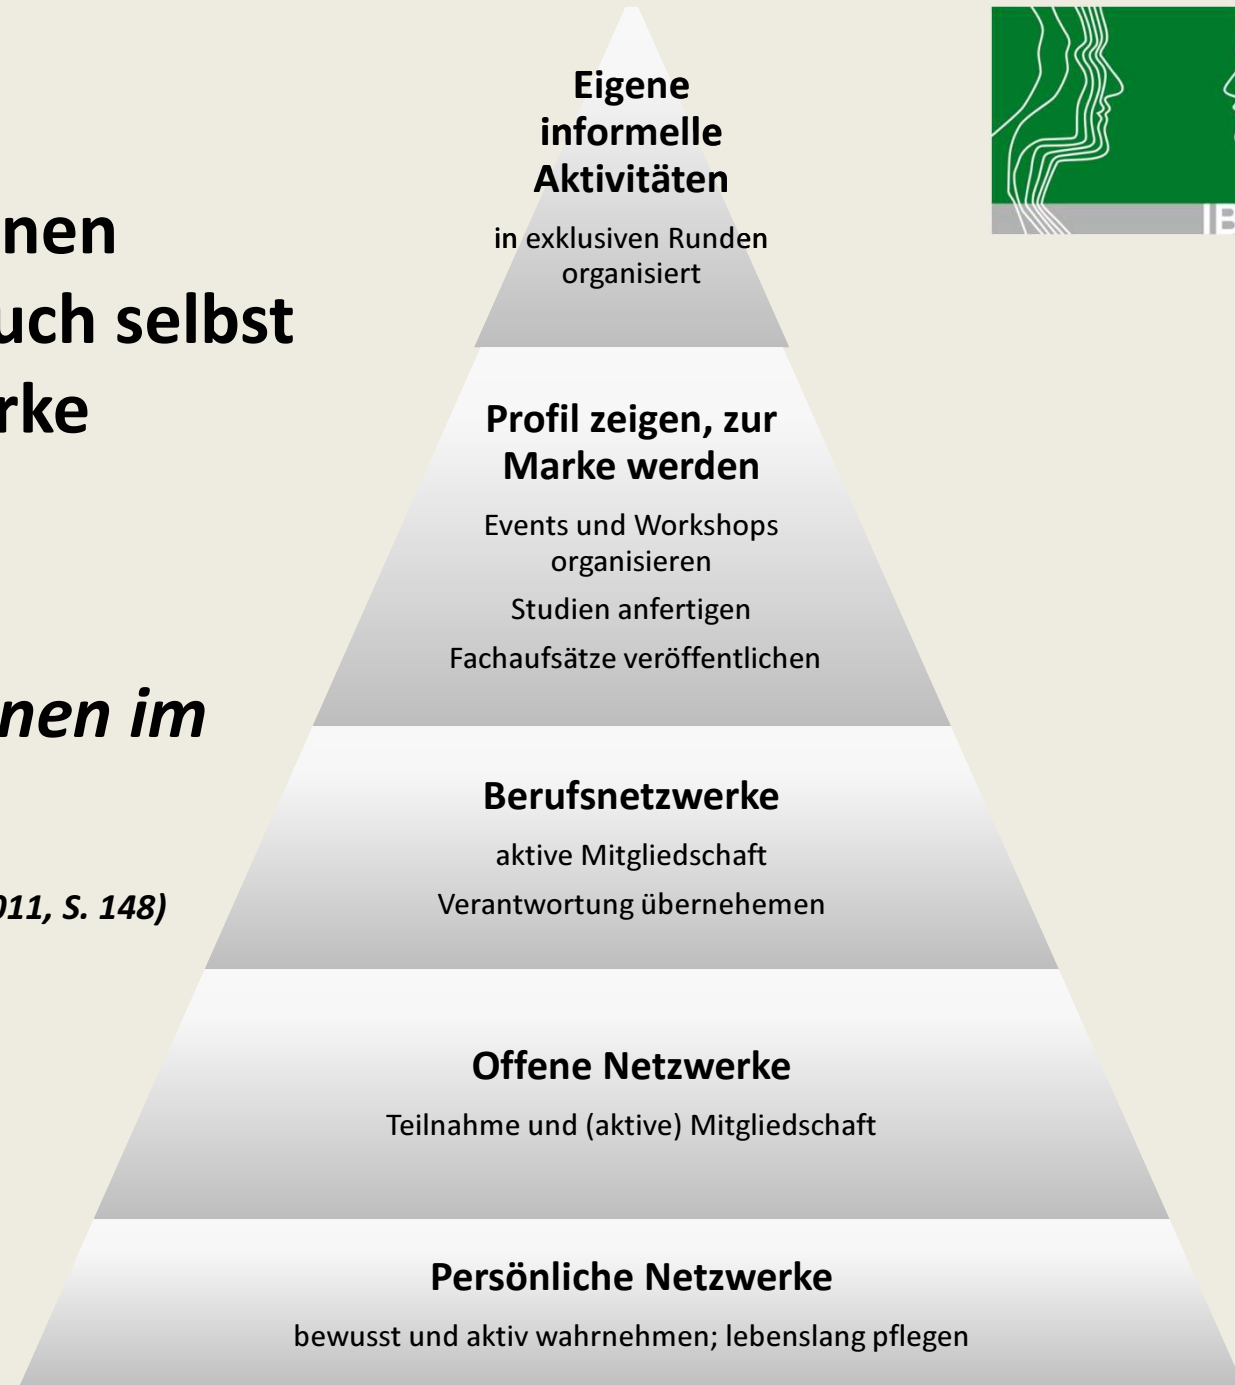 nen
uch selbst
rke
nen im
011, S. 148)
Eigene
informelle
Aktivitäten
in exklusiven Runden
organisiert
Profil zeigen, zur
Marke werden
Events und Workshops
organisieren
Studien anfertigen
Fachaufsätze veröffentlichen
Berufsnetzwerke
aktive Mitgliedschaft
Verantwortung übernehemen
Offene Netzwerke
Teilnahme und (aktive) Mitgliedschaft
Persönliche Netzwerke
bewusst und aktiv wahrnehmen; lebenslang pflegen
IB